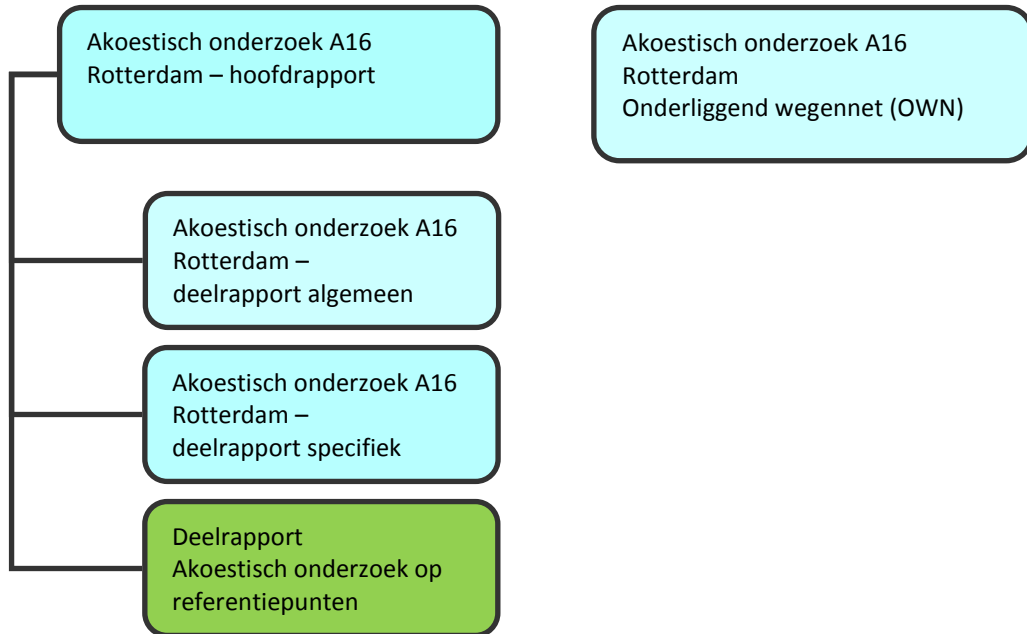 Akoestisch onderzoek A16
Rotterdam – hoofdrapport
Akoestisch onderzoek A16
Rotterdam
Onderliggend wegennet (OWN)
Akoestisch onderzoek A16
Rotterdam –
deelrapport algemeen
Akoestisch onderzoek A16
Rotterdam –
deelrapport specifiek
Deelrapport
Akoestisch onderzoek op
referentiepunten